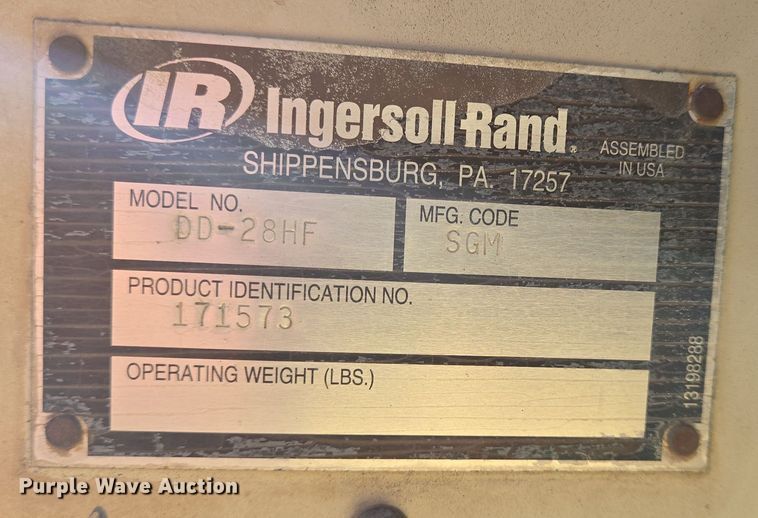 IR Ingersoll-Rand®
ASSEMBLED
IN USA
SHIPPENSBURG, PA. 17257
MODEL NO.
DD-28HF
MFG. CODE
SGM
PRODUCT IDENTIFICATION NO.
171573
OPERATING WEIGHT (LBS.)
13198288
Purple Wave Auction